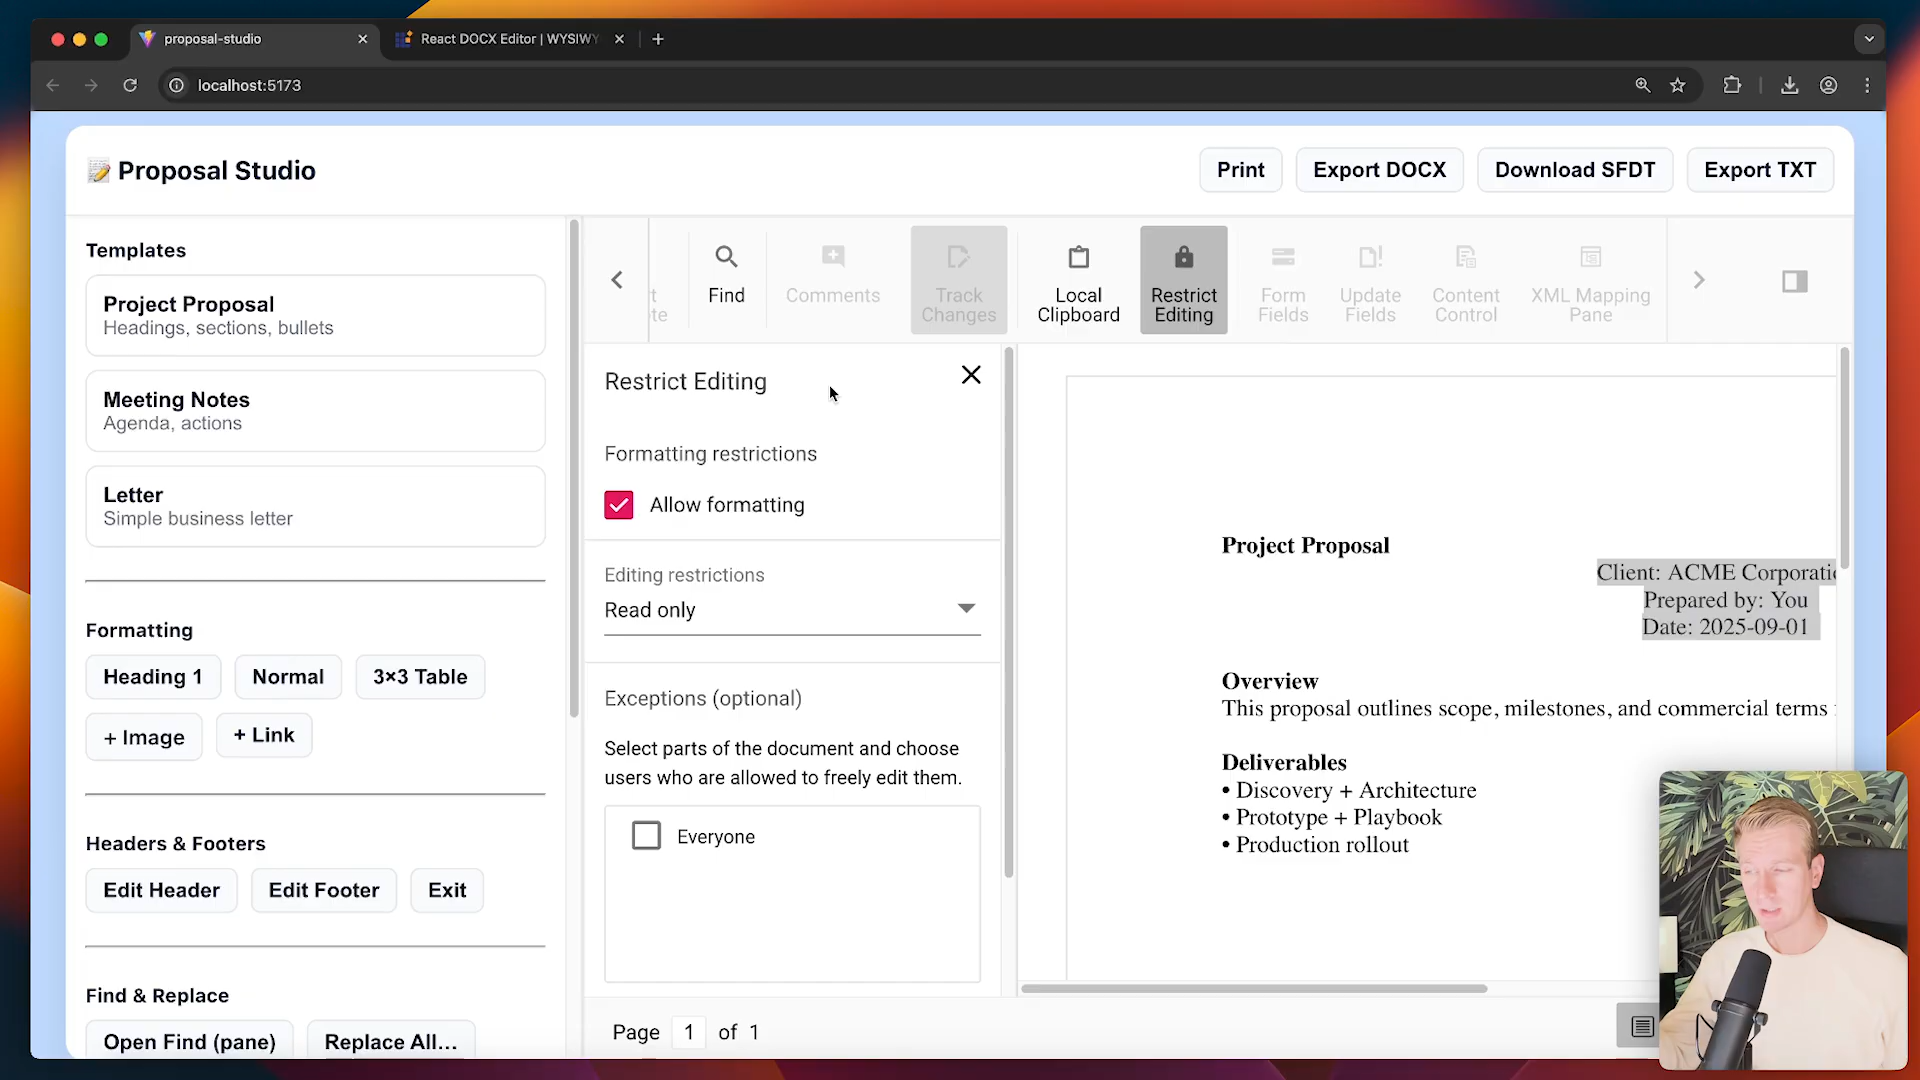 proposal-studio
React DOCX Editor | WYSIWY
localhost:5173
Proposal Studio
Print
Export DOCX
Download SFDT
Export TXT
Templates
Project Proposal
Headings, sections, bullets
Meeting Notes
Agenda, actions
Letter
Simple business letter
Formatting
Heading 1
Normal
3×3 Table
+ Image
+ Link
Headers & Footers
Edit Header
Edit Footer
Exit
Find & Replace
Open Find (pane)
Replace All...
Find
Comments
Track
Changes
Local
Clipboard
Restrict
Editing
Form
Fields
Update
Fields
Content
Control
XML Mapping
Pane
Restrict Editing
Formatting restrictions
Allow formatting
Editing restrictions
Read only
Exceptions (optional)
Select parts of the document and choose
users who are allowed to freely edit them.
Everyone
Project Proposal
Client: ACME Corporatio
Prepared by: You
Date: 2025-09-01
Overview
This proposal outlines scope, milestones, and commercial terms
Deliverables
• Discovery + Architecture
• Prototype + Playbook
• Production rollout
Page 1 of 1